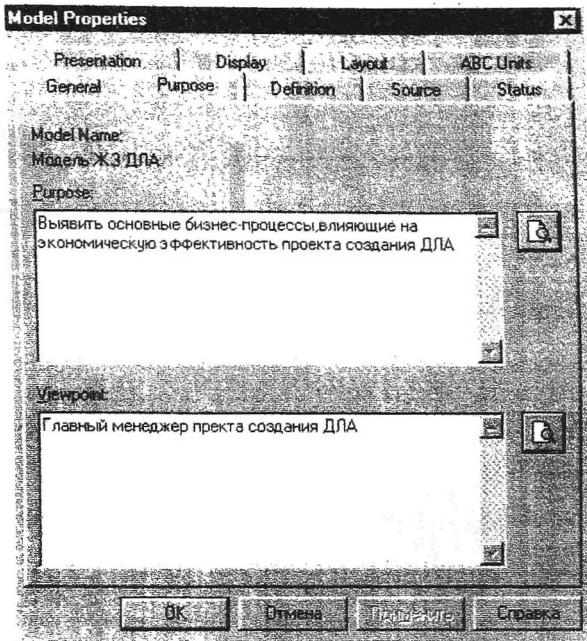 Model Properties
Presentation Display Layout ABC Units
General Purpose Definition Source Status
Model Name:
Модель ЖЗ ДЛА
Purpose:
Выявить основные бизнес-процессы,влияющие на
экономическую эффективность проекта создания ДЛА
Viewpoint:
Главный менеджер пректа создания ДЛА
OK Отмена Применить Справка